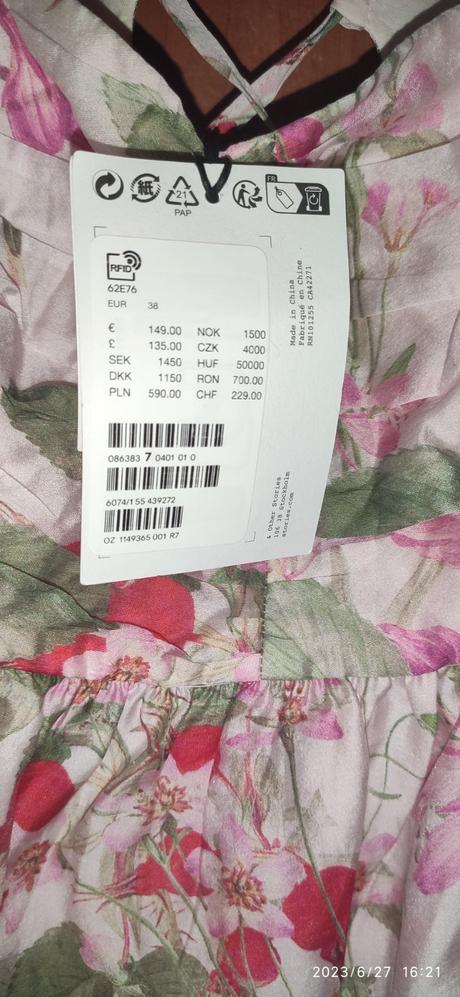 紙
21
PAP
FR
RFID
62E76
EUR 38
€ 149.00 NOK 1500
£ 135.00 CZK 4000
SEK 1450 HUF 50000
DKK 1150 RON 700.00
PLN 590.00 CHF 229.00
086383 7 0401 01 0
6074/1 55 439272
OZ 1149365 001 R7
Made in China
Fabriqué en Chine
RN101255 CA42271
& Other Stories
106 38 Stockholm
stories.com
2023/6/27 16:21